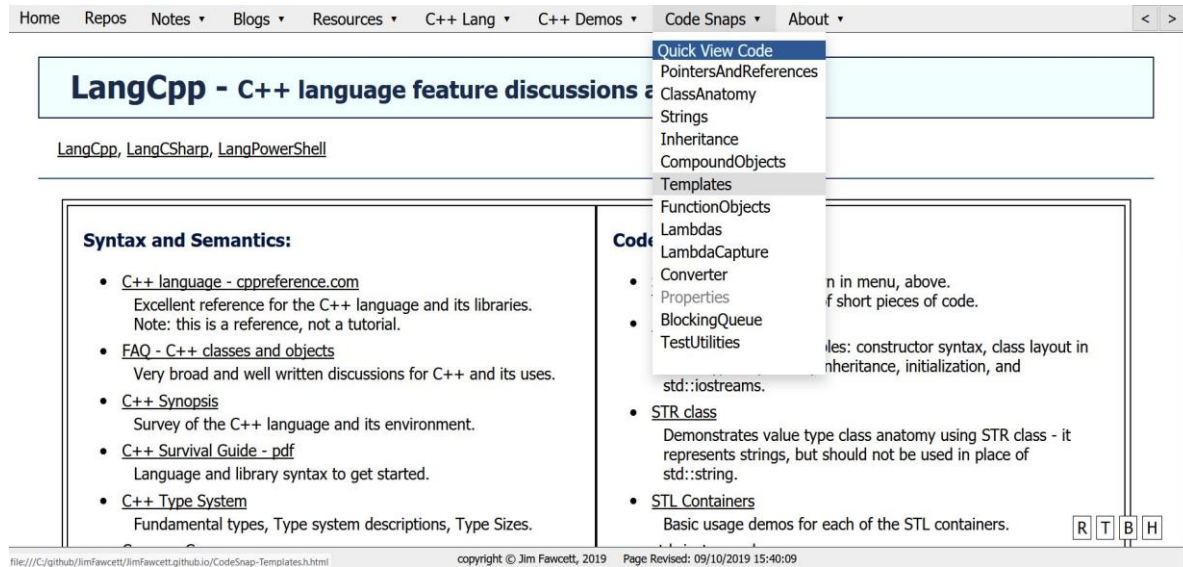 Home Repos Notes ▾ Blogs ▾ Resources ▾ C++ Lang ▾ C++ Demos ▾ Code Snaps ▾ About ▾ < >
LangCpp - C++ language feature discussions a
LangCpp, LangCSharp, LangPowerShell
Quick View Code
PointersAndReferences
ClassAnatomy
Strings
Inheritance
CompoundObjects
Templates
FunctionObjects
Lambdas
LambdaCapture
Converter
Properties
BlockingQueue
TestUtilities
Syntax and Semantics:
• C++ language - cppreference.com
Excellent reference for the C++ language and its libraries.
Note: this is a reference, not a tutorial.
• FAQ - C++ classes and objects
Very broad and well written discussions for C++ and its uses.
• C++ Synopsis
Survey of the C++ language and its environment.
• C++ Survival Guide - pdf
Language and library syntax to get started.
• C++ Type System
Fundamental types, Type system descriptions, Type Sizes.
Code
n in menu, above.
f short pieces of code.
les: constructor syntax, class layout in
nheritance, initialization, and
std::iostreams.
• STR class
Demonstrates value type class anatomy using STR class - it
represents strings, but should not be used in place of
std::string.
• STL Containers
Basic usage demos for each of the STL containers.
R T B H
file:///C:/github/JimFawcett/JimFawcett.github.io/CodeSnap-Templates.h.html
copyright © Jim Fawcett, 2019 Page Revised: 09/10/2019 15:40:09